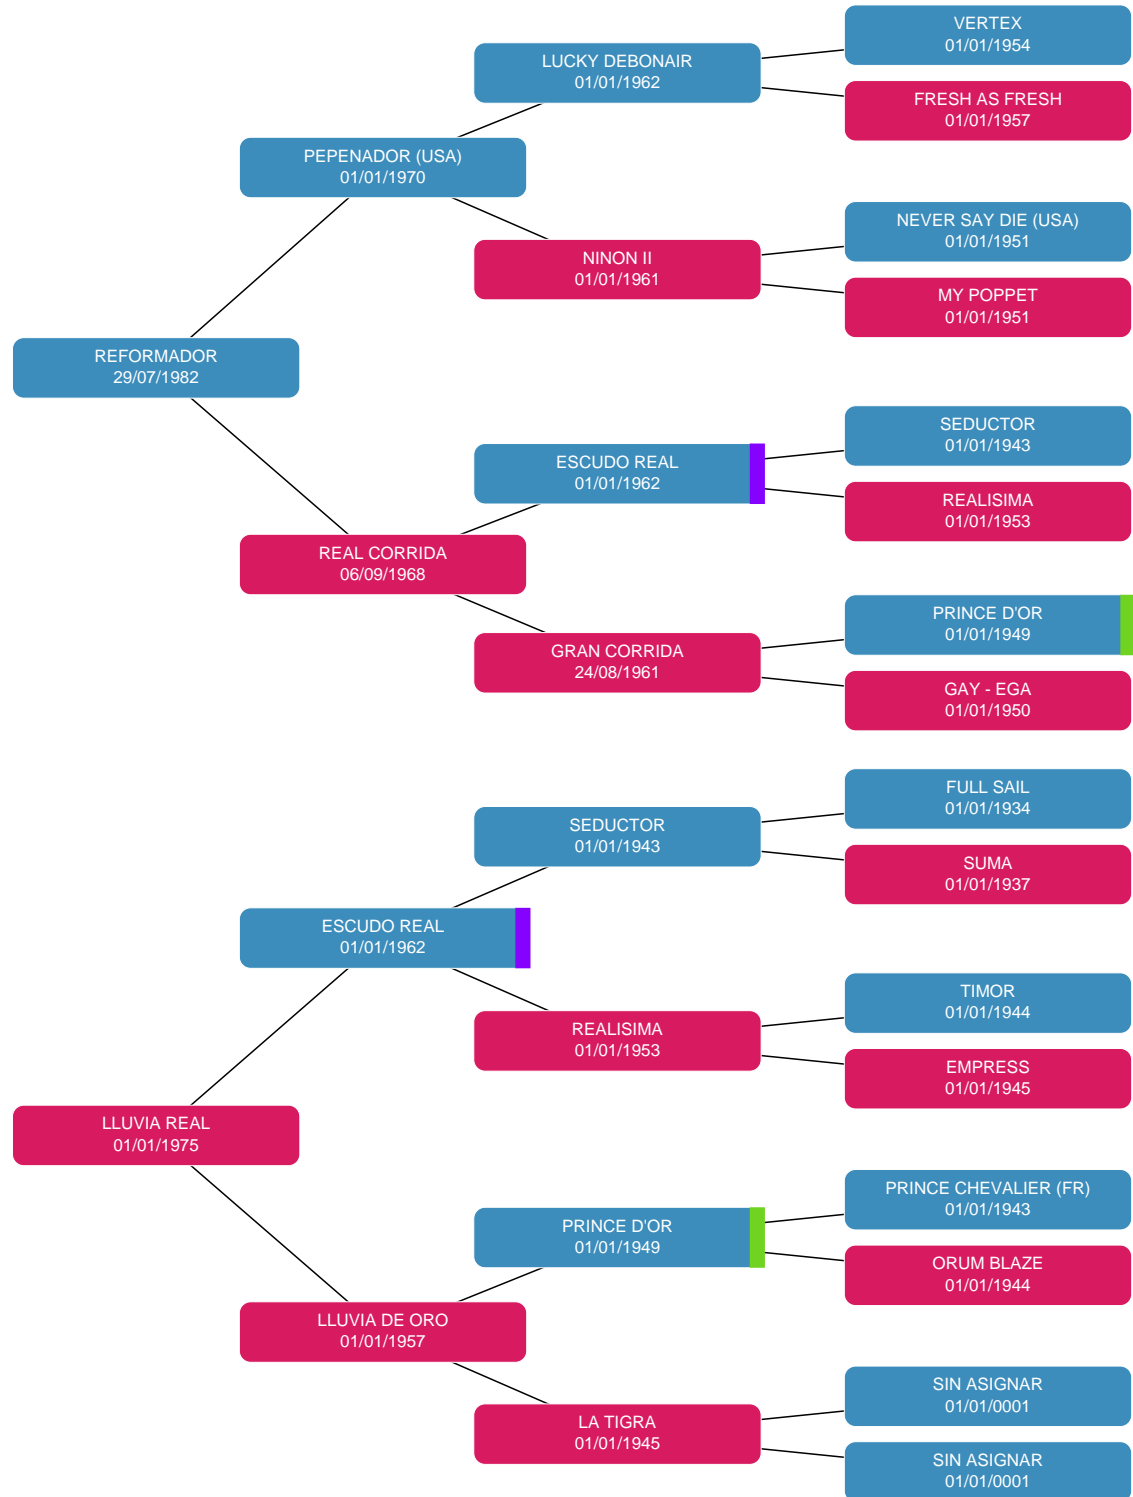 VERTEX
01/01/1954
LUCKY DEBONAIR
01/01/1962
FRESH AS FRESH
01/01/1957
PEPENADOR (USA)
01/01/1970
NEVER SAY DIE (USA)
01/01/1951
NINON II
01/01/1961
MY POPPET
01/01/1951
REFORMADOR
29/07/1982
SEDUCTOR
01/01/1943
ESCUDO REAL
01/01/1962
REALISIMA
01/01/1953
REAL CORRIDA
06/09/1968
PRINCE D'OR
01/01/1949
GRAN CORRIDA
24/08/1961
GAY - EGA
01/01/1950
FULL SAIL
01/01/1934
SEDUCTOR
01/01/1943
SUMA
01/01/1937
ESCUDO REAL
01/01/1962
TIMOR
01/01/1944
REALISIMA
01/01/1953
EMPRESS
01/01/1945
LLUVIA REAL
01/01/1975
PRINCE CHEVALIER (FR)
01/01/1943
PRINCE D'OR
01/01/1949
ORUM BLAZE
01/01/1944
LLUVIA DE ORO
01/01/1957
SIN ASIGNAR
01/01/0001
LA TIGRA
01/01/1945
SIN ASIGNAR
01/01/0001